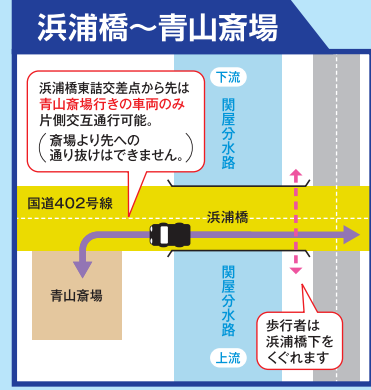 浜浦橋～青山斎場
浜浦橋東詰交差点から先は
青山斎場行きの車両のみ
片側交互通行可能。
(斎場より先への
通り抜けはできません。)
下流
関屋分水路
国道402号線
浜浦橋
青山斎場
関屋分水路
上流
歩行者は
浜浦橋下を
くぐれます